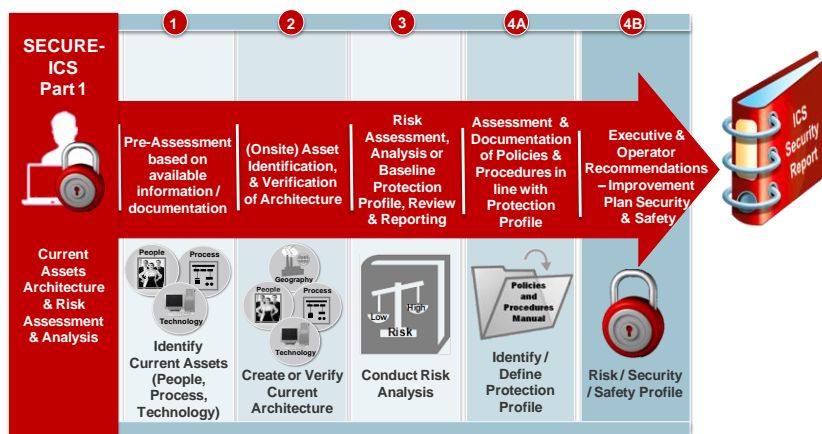 1
2
3
4A
4B
SECURE-
ICS
Part 1
Current
Assets
Architecture
& Risk
Assessment
& Analysis
Pre-Assessment
based on
available
information /
documentation
(Onsite) Asset
Identification,
& Verification
of Architecture
Risk
Assessment,
Analysis or
Baseline
Protection
Profile, Review
& Reporting
Assessment &
Documentation
of Policies &
Procedures in
line with
Protection
Profile
Executive &
Operator
Recommendations
– Improvement
Plan Security
& Safety
ICS
Security
Report
People
Process
Technology
Identify
Current Assets
(People,
Process,
Technology)
Geography
People
Process
Technology
Create or Verify
Current
Architecture
Low
High
Risk
Conduct Risk
Analysis
Policies
and
Procedures
Manual
Identify /
Define
Protection
Profile
Risk / Security
/ Safety Profile